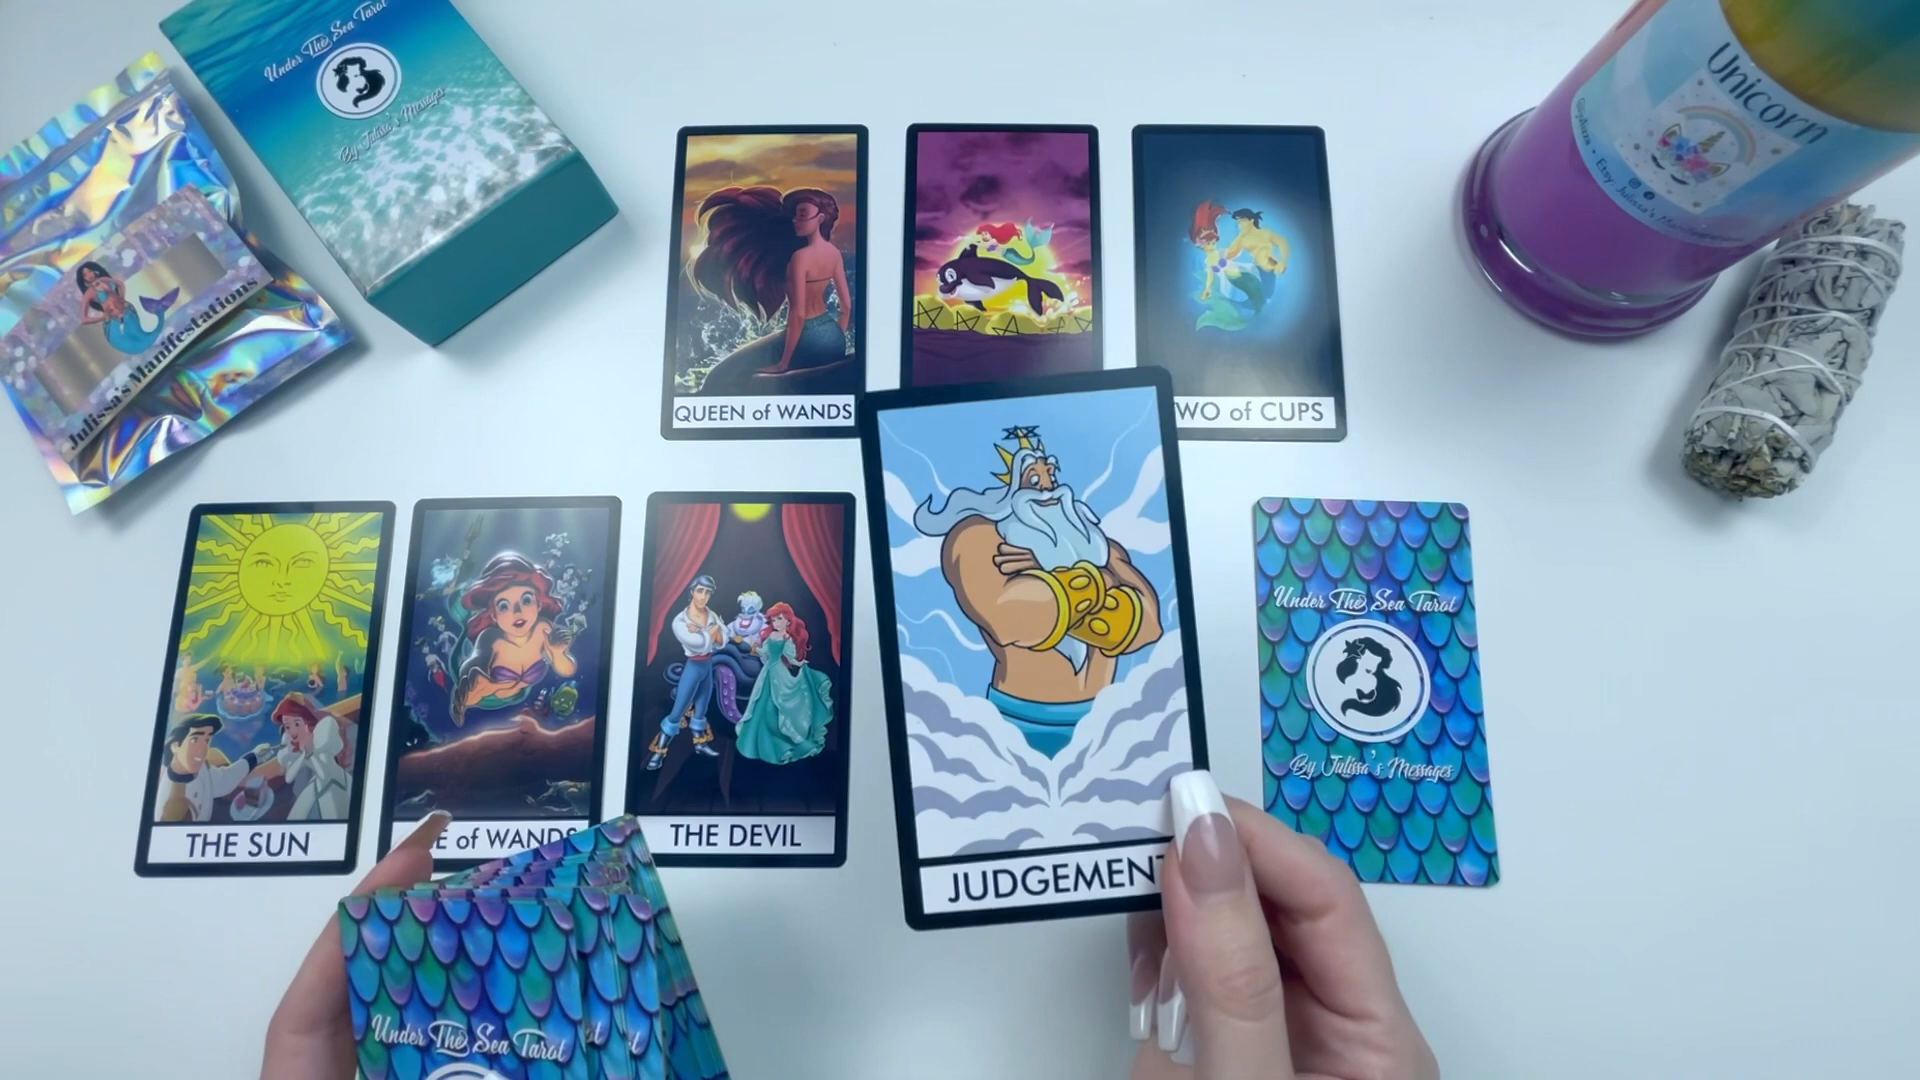 Under The Sea Tarot
By Julissa's Messages
Julissa's Manifestations
Unicorn
QUEEN of WANDS
WO of CUPS
THE SUN
E of WANDS
THE DEVIL
JUDGEMENT
Under The Sea Tarot
By Julissa's Messages
Under The Sea Tarot